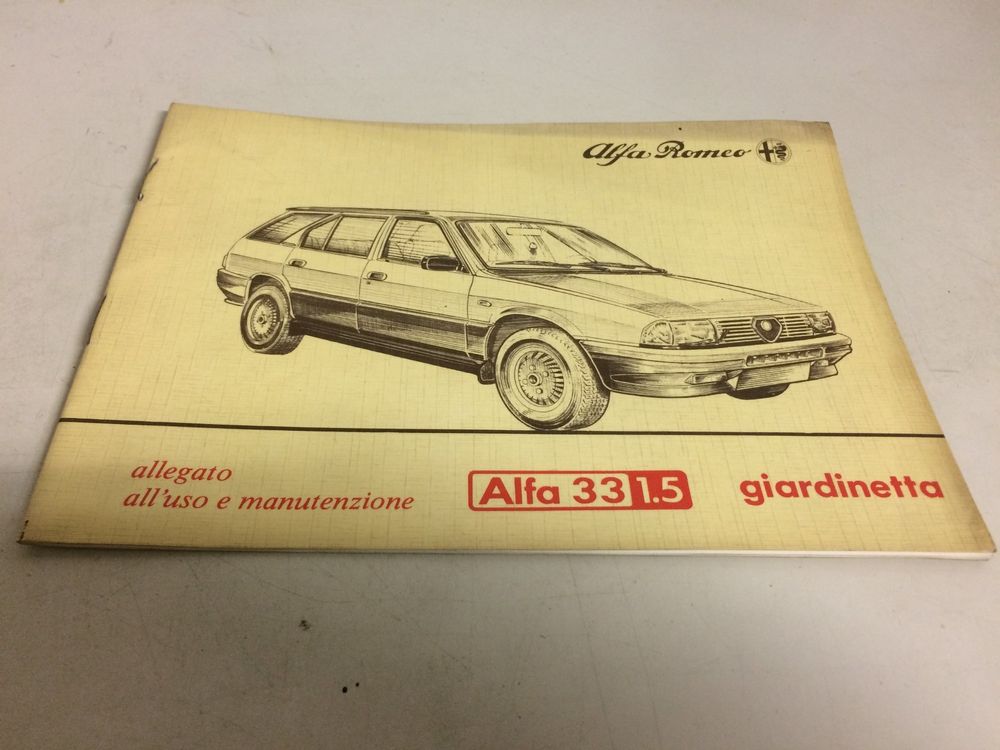 Alfa Romeo
allegato
all'uso e manutenzione
Alfa 33 1.5
giardinetta